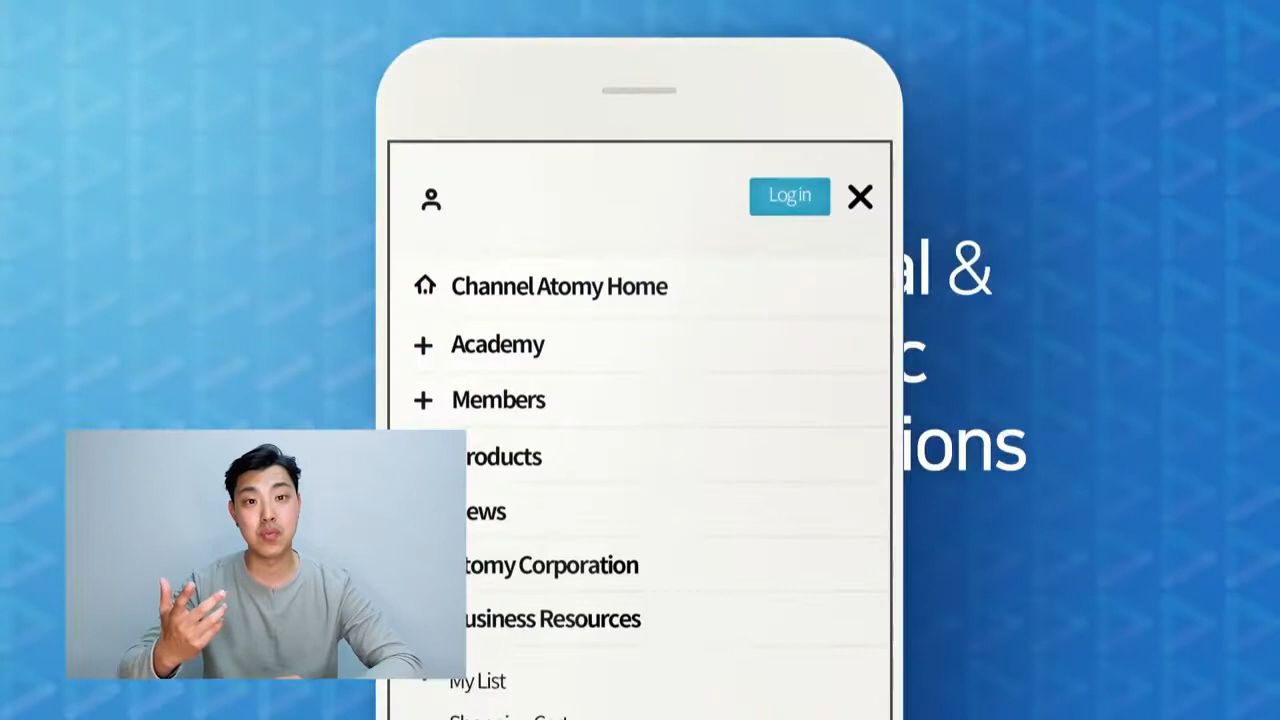 Log in
Channel Atomy Home
Academy
Members
roducts
ews
tomy Corporation
usiness Resources
My List
al &
c
ions